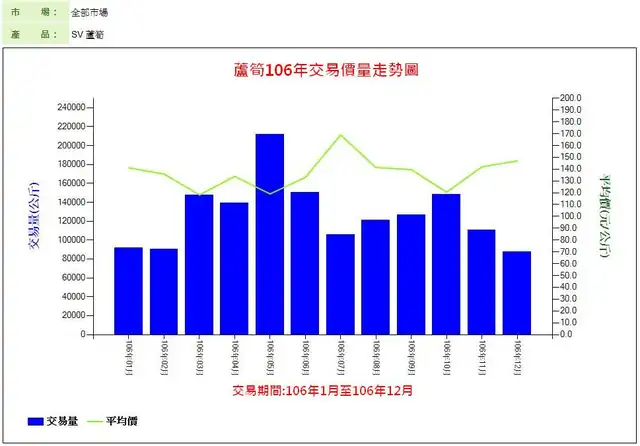 市 場： 全部市場
產 品： SV 蘆筍
蘆筍106年交易價量走勢圖
交易量(公斤)
240000
220000
200000
180000
160000
140000
120000
100000
80000
60000
40000
20000
0
200.0
190.0
180.0
170.0
160.0
150.0
140.0
130.0
120.0
110.0
100.0
90.0
80.0
70.0
60.0
50.0
40.0
30.0
20.0
10.0
0.0
平均價(元/公斤)
106年01月
106年02月
106年03月
106年04月
106年05月
106年06月
106年07月
106年08月
106年09月
106年10月
106年11月
106年12月
交易期間:106年1月至106年12月
交易量 平均價